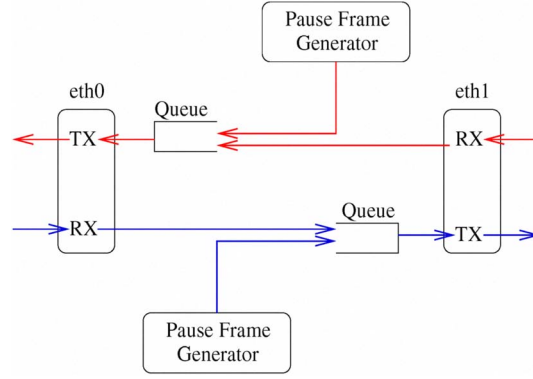 Pause Frame
Generator
eth0
eth1
Queue
TX
RX
Queue
RX
TX
Pause Frame
Generator